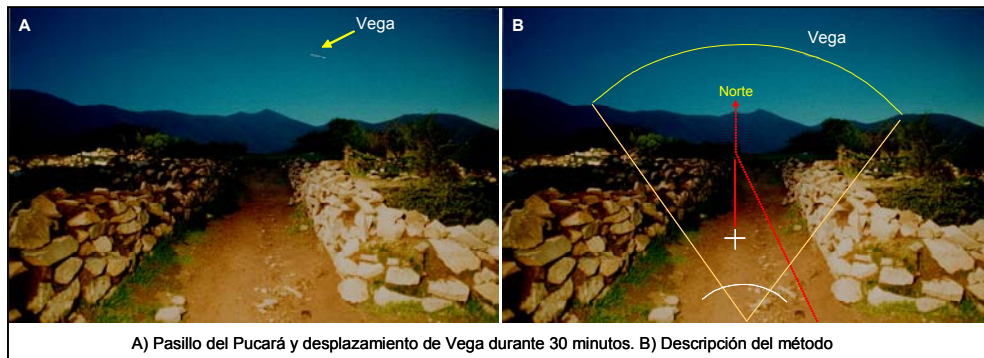 A
Vega
B
Vega
Norte
A) Pasillo del Pucará y desplazamiento de Vega durante 30 minutos. B) Descripción del método